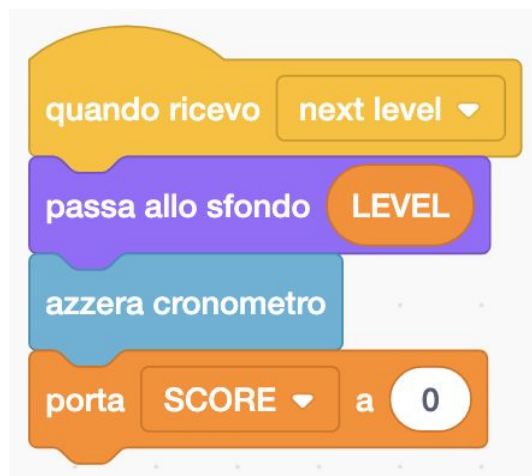 quando ricevo next level
passa allo sfondo LEVEL
azzera cronometro
porta SCORE a 0